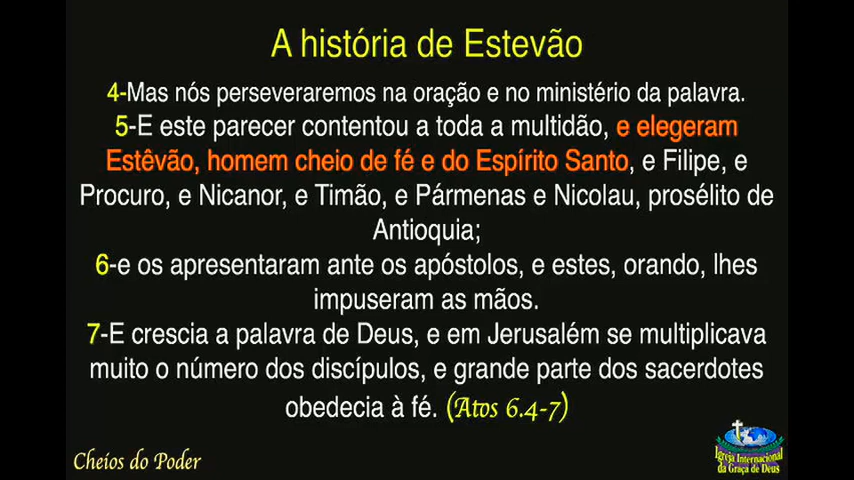 A história de Estevão
4-Mas nós perseveraremos na oração e no ministério da palavra.
5-E este parecer contentou a toda a multidão, e elegeram
Estêvão, homem cheio de fé e do Espírito Santo, e Filipe, e
Procuro, e Nicanor, e Timão, e Pármenas e Nicolau, prosélito de
Antioquia;
6-e os apresentaram ante os apóstolos, e estes, orando, lhes
impuseram as mãos.
7-E crescia a palavra de Deus, e em Jerusalém se multiplicava
muito o número dos discípulos, e grande parte dos sacerdotes
obedecia à fé. (Atos 6.4-7)
Cheios do Poder
Igreja Internacional
da Graça de Deus